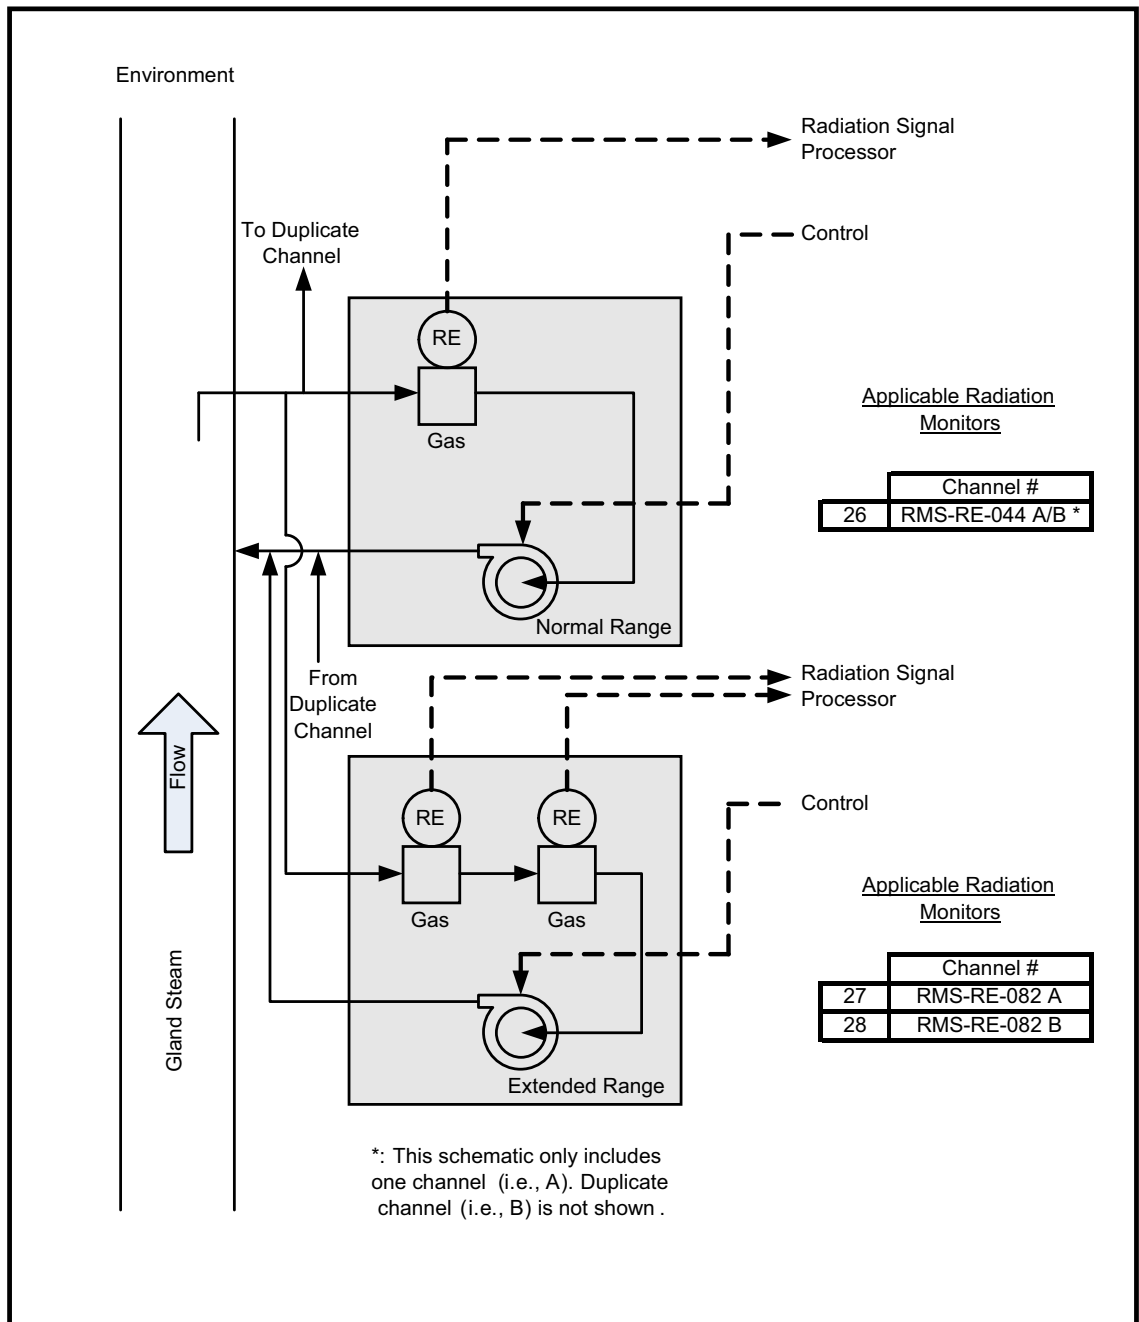 Environment
Radiation Signal
Processor
To Duplicate
Channel
Control
RE
Gas
Applicable Radiation
Monitors
Channel #
26 RMS-RE-044 A/B *
Normal Range
From
Duplicate
Channel
Radiation Signal
Processor
Flow
Control
RE RE
Gas Gas
Applicable Radiation
Monitors
Channel #
27 RMS-RE-082 A
28 RMS-RE-082 B
Gland Steam
Extended Range
*: This schematic only includes
one channel (i.e., A). Duplicate
channel (i.e., B) is not shown .